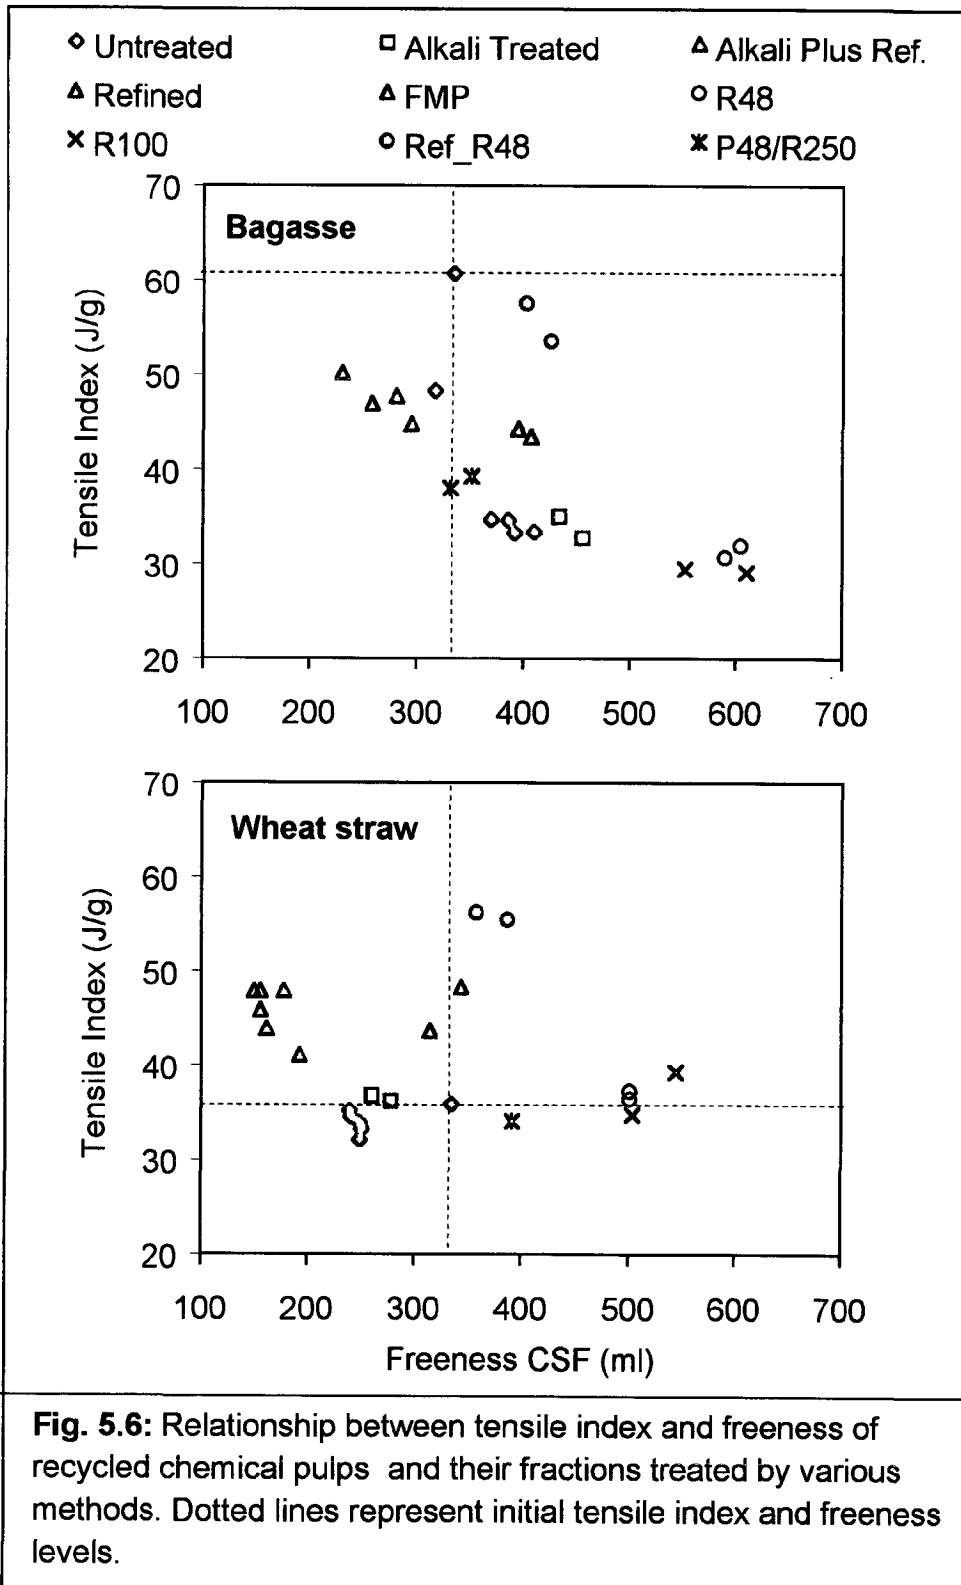 Untreated Alkali Treated Alkali Plus Ref.
Refined FMP R48
R100 Ref_R48 P48/R250
70
Bagasse
60
50
40
30
20
Tensile Index (J/g)
100 200 300 400 500 600 700
70
Wheat straw
60
50
40
30
20
Tensile Index (J/g)
100 200 300 400 500 600 700
Freeness CSF (ml)
Fig. 5.6: Relationship between tensile index and freeness of
recycled chemical pulps and their fractions treated by various
methods. Dotted lines represent initial tensile index and freeness
levels.